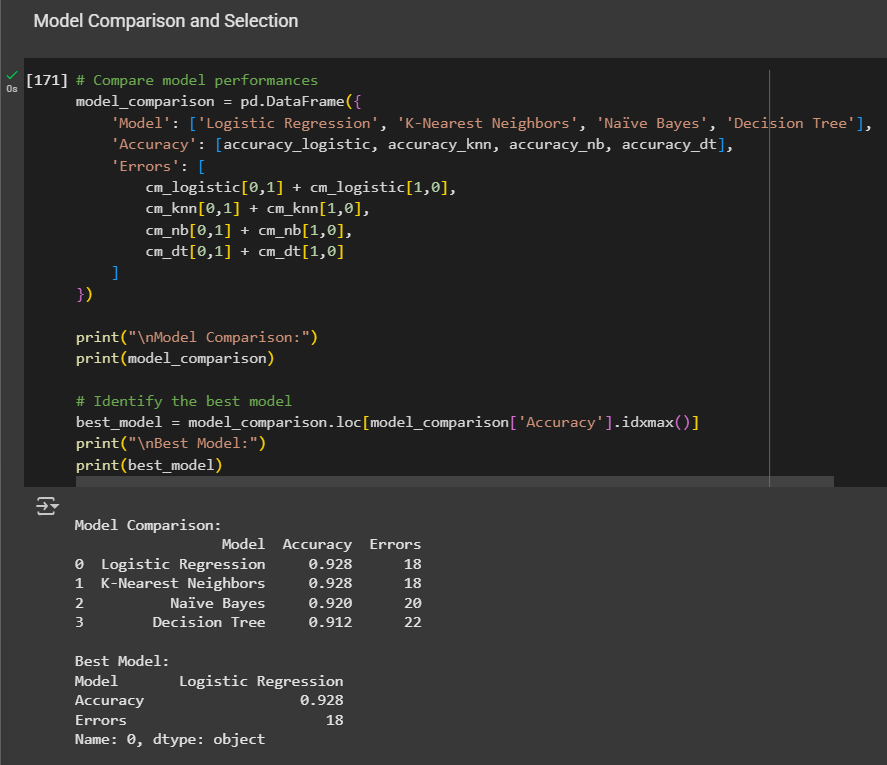 Model Comparison and Selection
0s
[171] # Compare model performances
model_comparison = pd.DataFrame({
    'Model': ['Logistic Regression', 'K-Nearest Neighbors', 'Naïve Bayes', 'Decision Tree'],
    'Accuracy': [accuracy_logistic, accuracy_knn, accuracy_nb, accuracy_dt],
    'Errors': [
        cm_logistic[0,1] + cm_logistic[1,0],
        cm_knn[0,1] + cm_knn[1,0],
        cm_nb[0,1] + cm_nb[1,0],
        cm_dt[0,1] + cm_dt[1,0]
    ]
})
print("\nModel Comparison:")
print(model_comparison)
# Identify the best model
best_model = model_comparison.loc[model_comparison['Accuracy'].idxmax()]
print("\nBest Model:")
print(best_model)
Model Comparison:
                 Model  Accuracy  Errors
0  Logistic Regression     0.928      18
1  K-Nearest Neighbors     0.928      18
2          Naïve Bayes     0.920      20
3        Decision Tree     0.912      22
Best Model:
Model       Logistic Regression
Accuracy                  0.928
Errors                       18
Name: 0, dtype: object